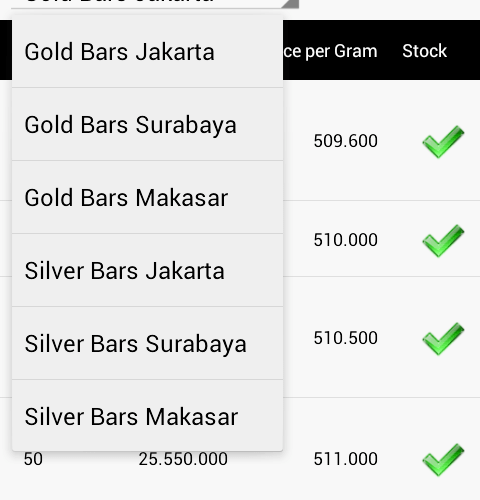 Gold Bars Jakarta
Gold Bars Jakarta
ce per Gram Stock
Gold Bars Surabaya
509.600
Gold Bars Makasar
510.000
Silver Bars Jakarta
Silver Bars Surabaya
510.500
Silver Bars Makasar
50 25.550.000 511.000